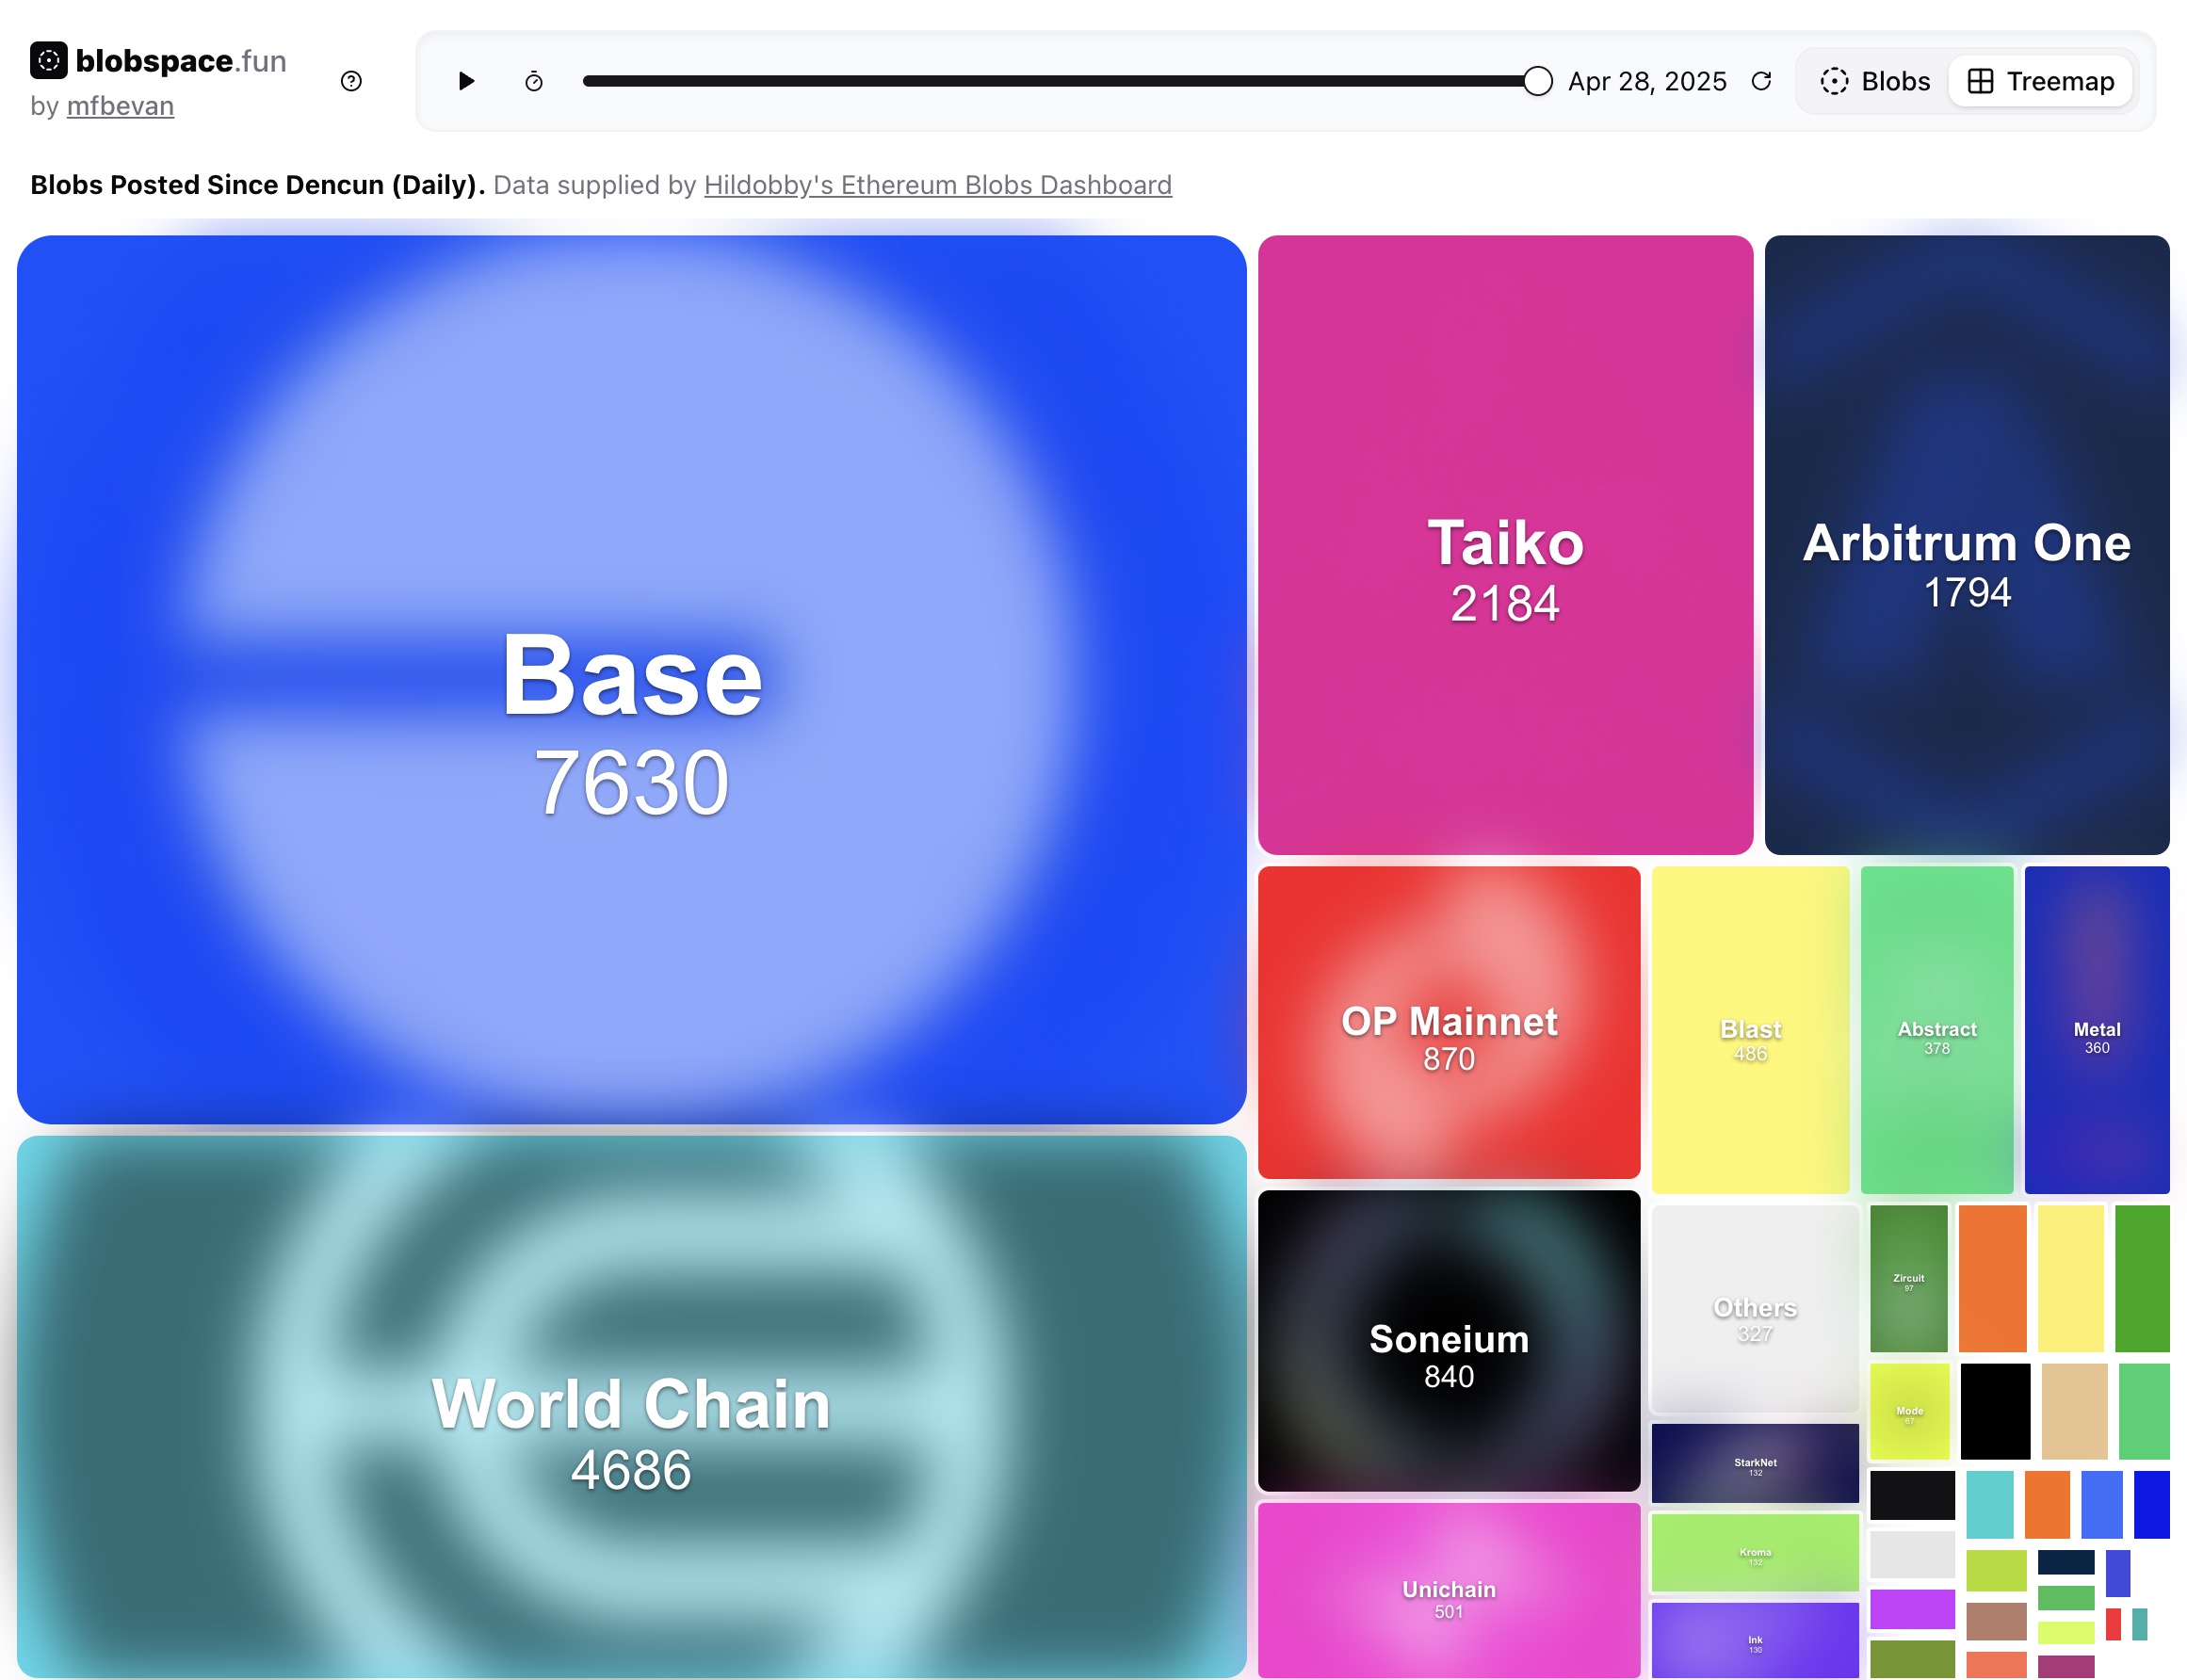 blobspace.fun
by mfbevan
Apr 28, 2025
Blobs
Treemap
Blobs Posted Since Dencun (Daily). Data supplied by Hildobby's Ethereum Blobs Dashboard
Base
7630
World Chain
4686
Taiko
2184
Arbitrum One
1794
OP Mainnet
870
Blast
486
Abstract
378
Metal
360
Soneium
840
Unichain
501
Others
327
StarkNet
132
Kroma
132
Ink
130
Zircuit
97
Mode
67